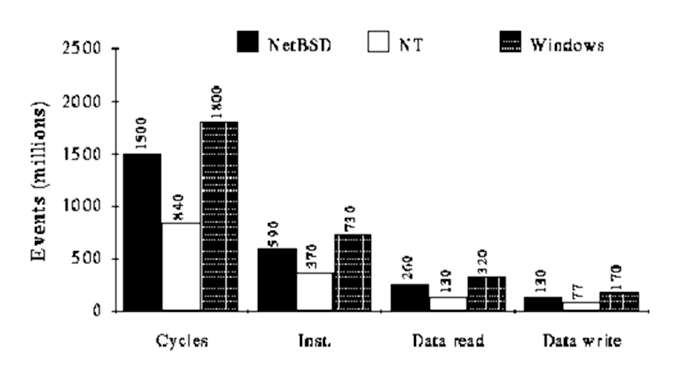 NetBSD NT Windows
2500
2000
1500
1000
500
0
Events (millions)
1500 840 1800
590 370 730
260 130 320
130 77 170
Cycles Inst. Data read Data write